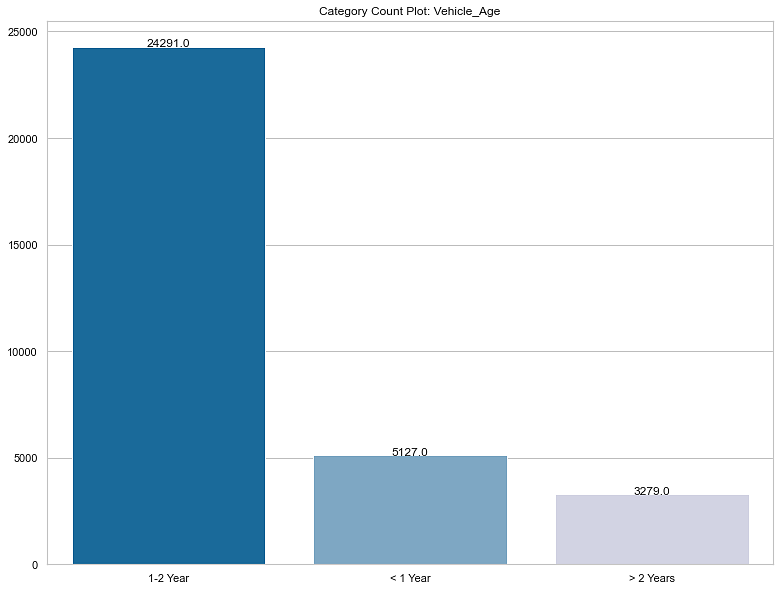 Category Count Plot: Vehicle_Age
25000
24291.0
20000
15000
10000
5000
5127.0
3279.0
0
1-2 Year
< 1 Year
> 2 Years